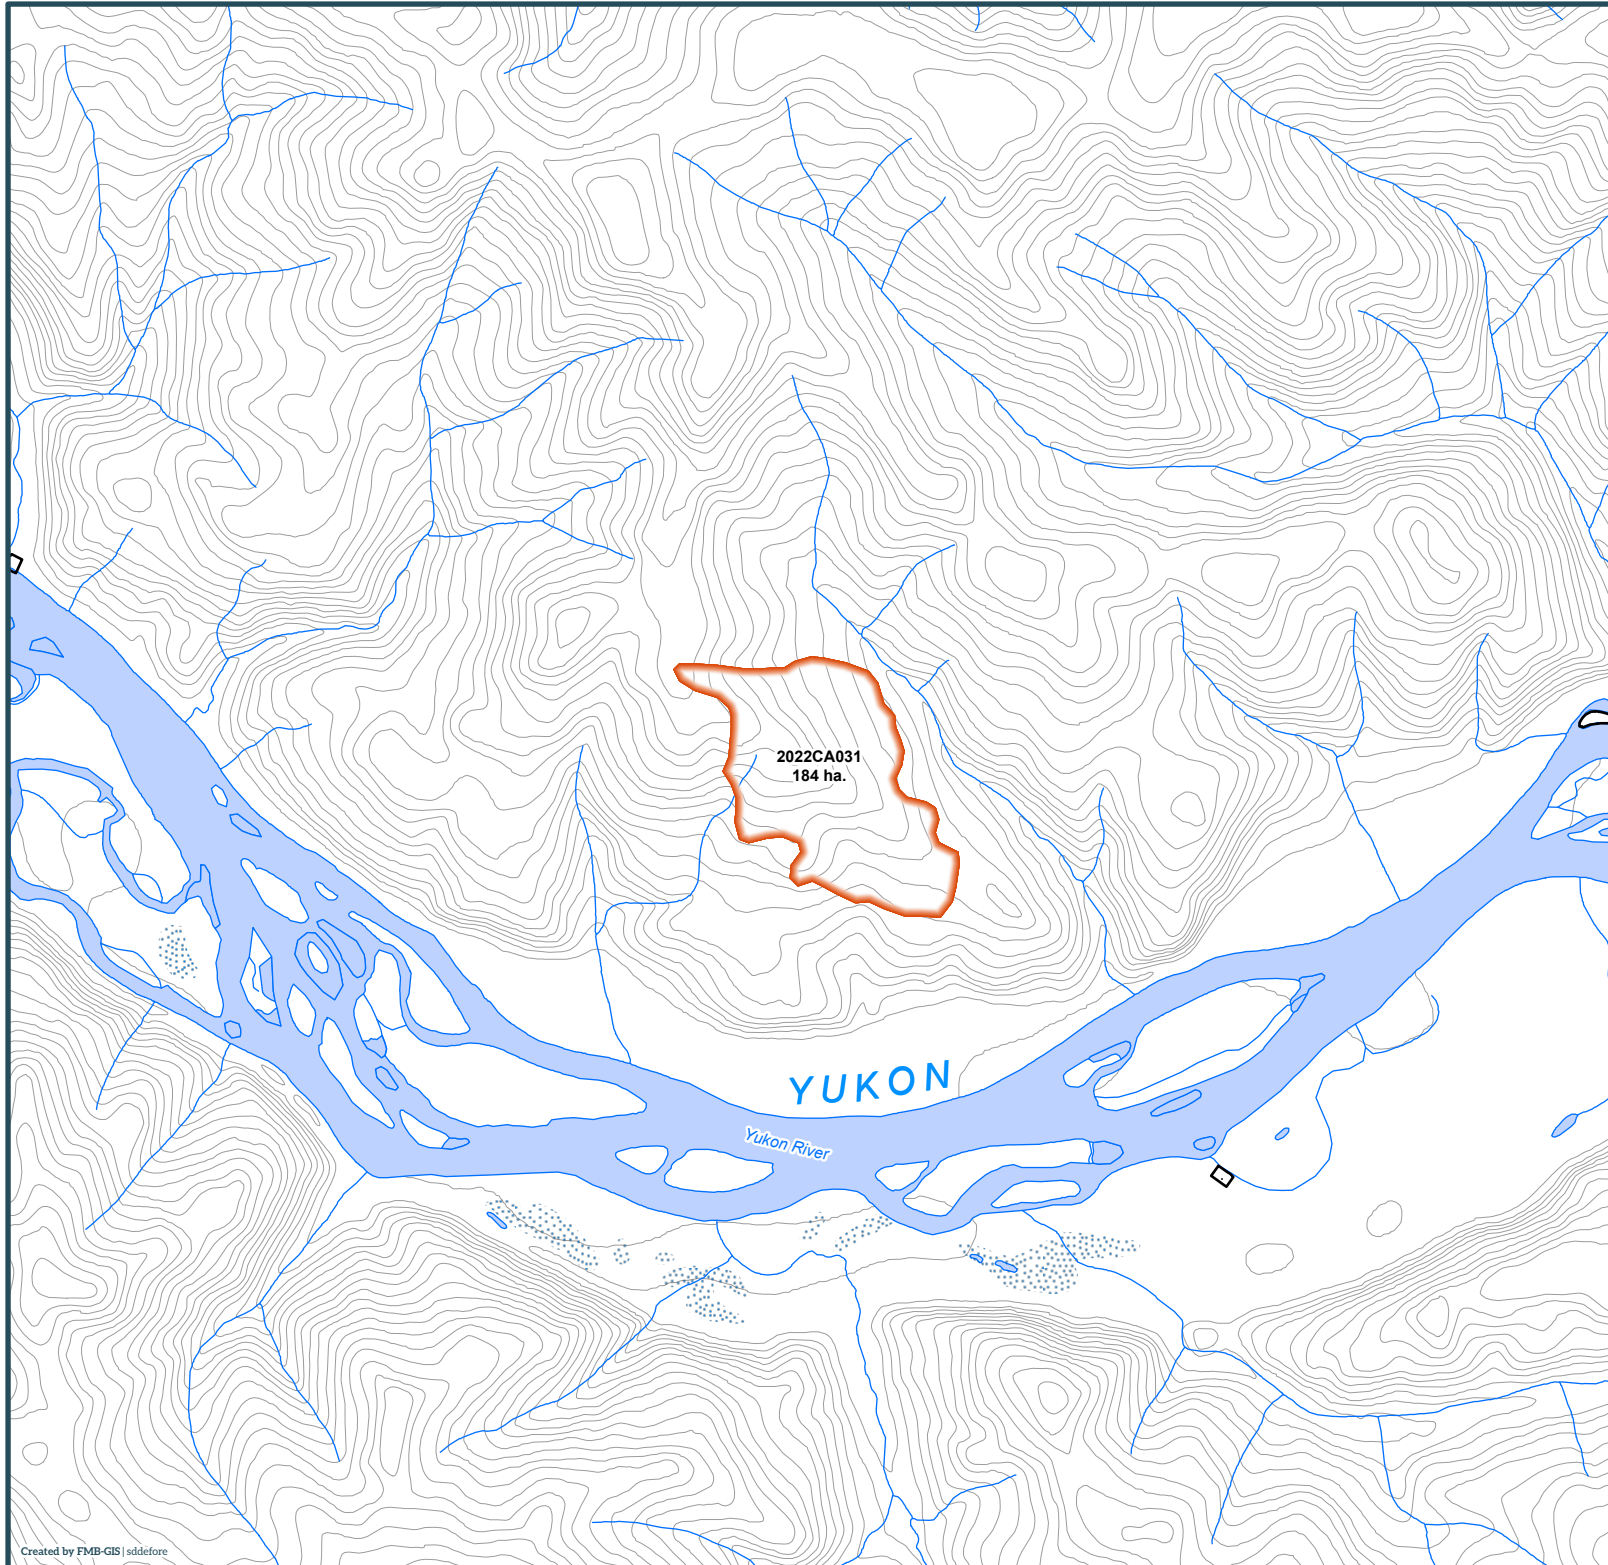 2022CA031
184 ha.
YUKON
Yukon River
Created by FMB-GIS | sddefore